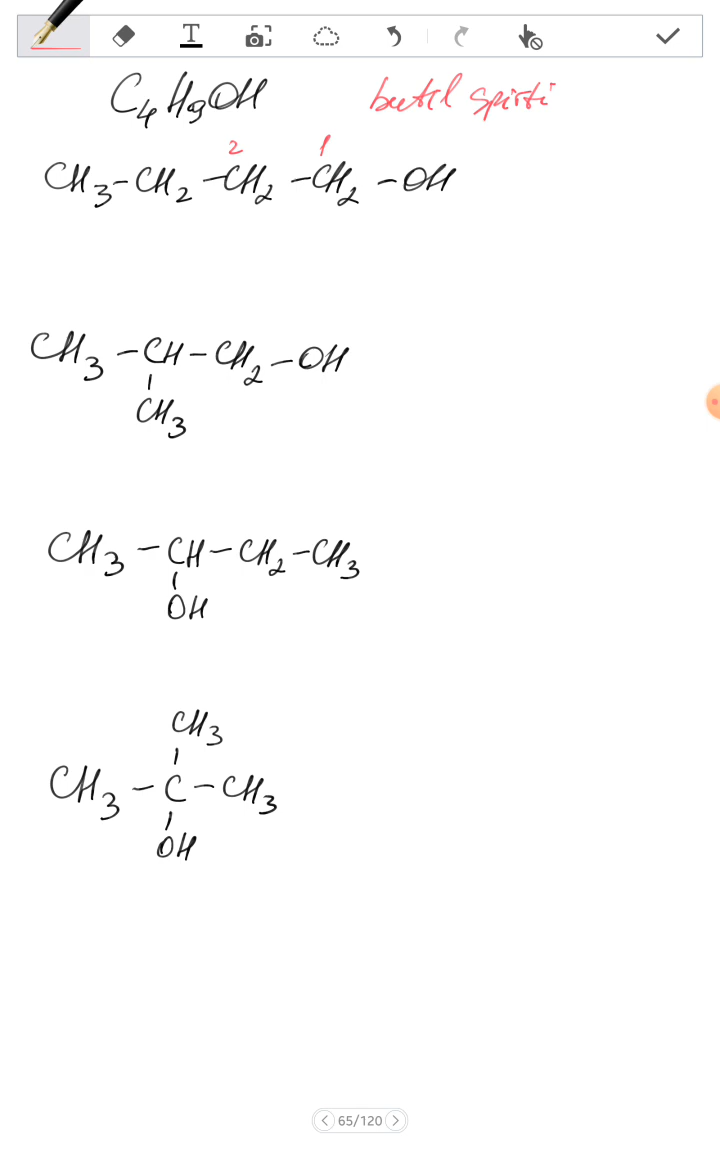 T
C₄H₉OH butil spirti
2 1
CH₃-CH₂-CH₂-CH₂-OH
CH₃-CH-CH₂-OH
CH₃
CH₃-CH-CH₂-CH₃
OH
CH₃
CH₃-C-CH₃
OH
65/120